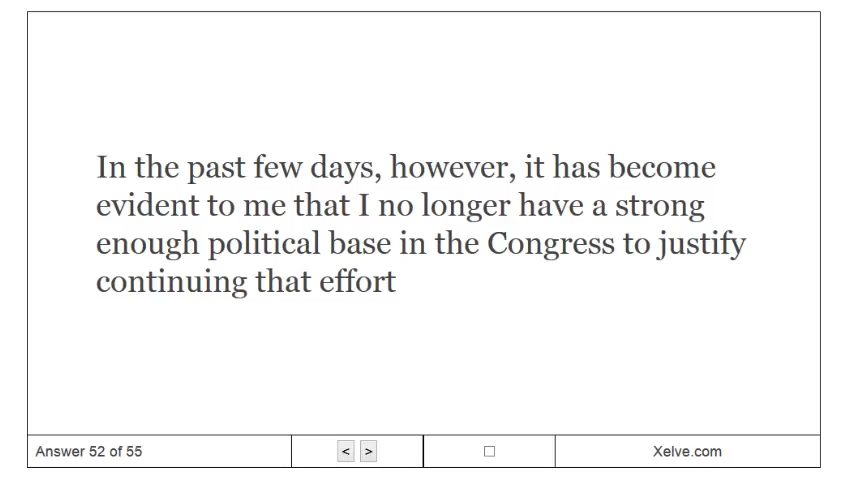 In the past few days, however, it has become
evident to me that I no longer have a strong
enough political base in the Congress to justify
continuing that effort
Answer 52 of 55
< >
Xelve.com